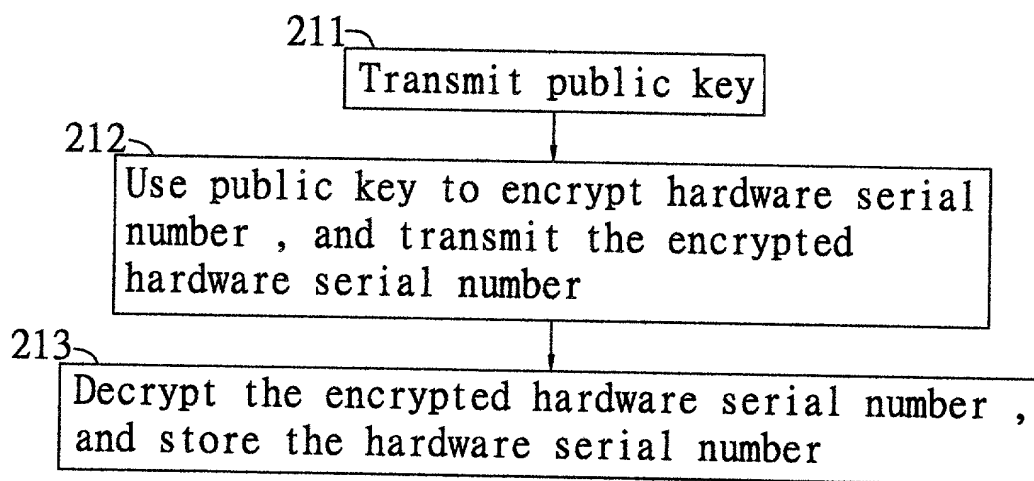 211
Transmit public key
212
Use public key to encrypt hardware serial
number , and transmit the encrypted
hardware serial number
213
Decrypt the encrypted hardware serial number ,
and store the hardware serial number